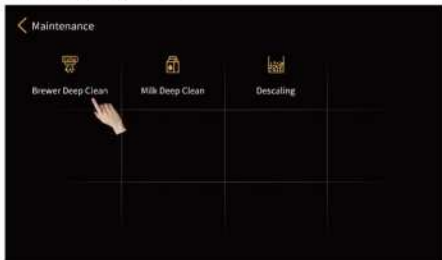 Maintenance
Brewer Deep Clean
Milk Deep Clean
Descaling